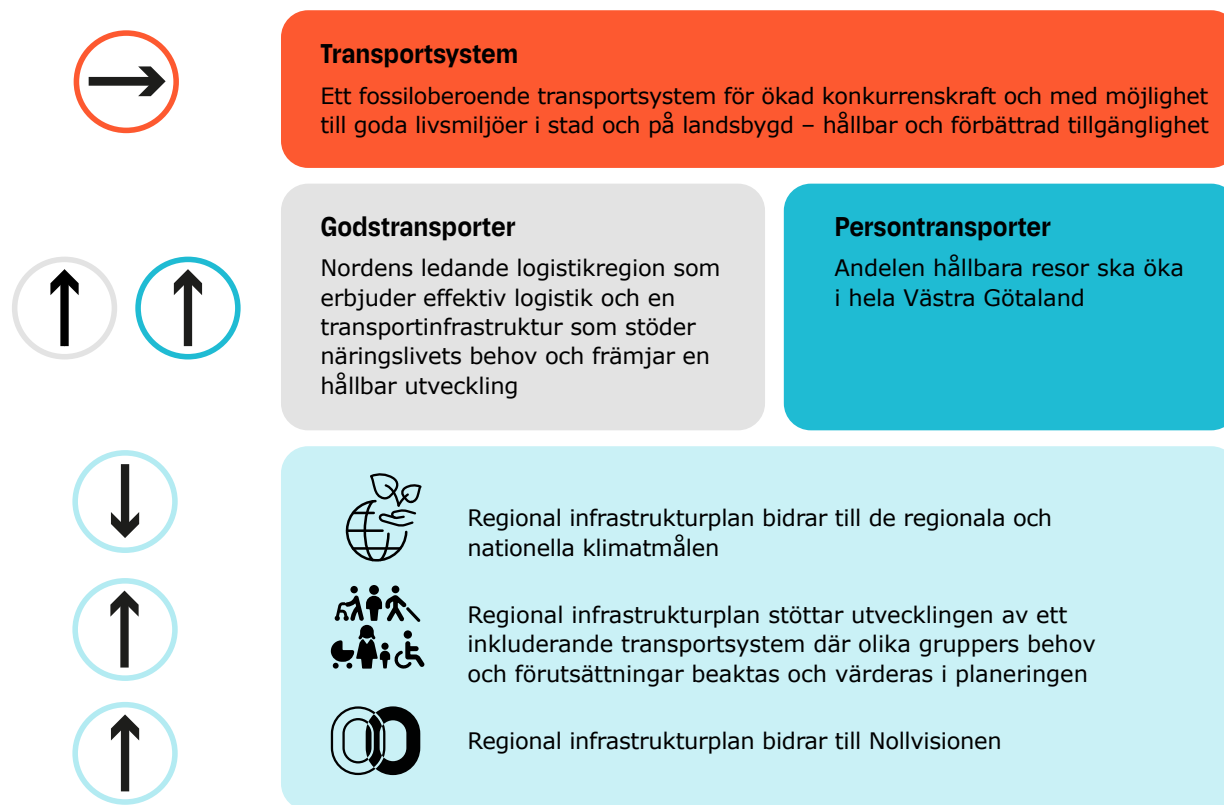 Transportsystem
Ett fossiloberoende transportsystem för ökad konkurrenskraft och med möjlighet
till goda livsmiljöer i stad och på landsbygd – hållbar och förbättrad tillgänglighet
Godstransporter
Nordens ledande logistikregion som
erbjuder effektiv logistik och en
transportinfrastruktur som stöder
näringslivets behov och främjar en
hållbar utveckling
Persontransporter
Andelen hållbara resor ska öka
i hela Västra Götaland
Regional infrastrukturplan bidrar till de regionala och
nationella klimatmålen
Regional infrastrukturplan stöttar utvecklingen av ett
inkluderande transportsystem där olika gruppers behov
och förutsättningar beaktas och värderas i planeringen
Regional infrastrukturplan bidrar till Nollvisionen